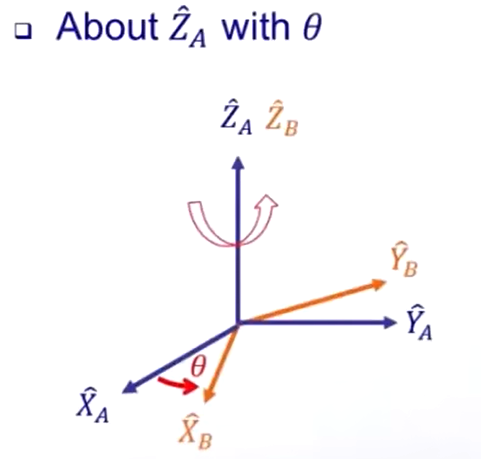 □ About Ẑ_A with θ
Ẑ_A Ẑ_B
Ŷ_B
Ŷ_A
θ
X̂_A
X̂_B